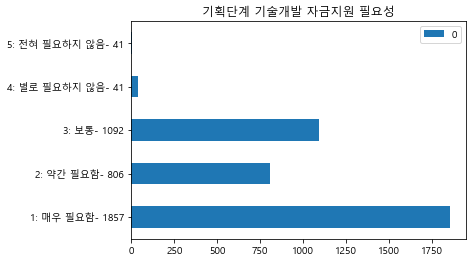 기획단계 기술개발 자금지원 필요성
0
5: 전혀 필요하지 않음- 41
4: 별로 필요하지 않음- 41
3: 보통- 1092
2: 약간 필요함- 806
1: 매우 필요함- 1857
0 250 500 750 1000 1250 1500 1750